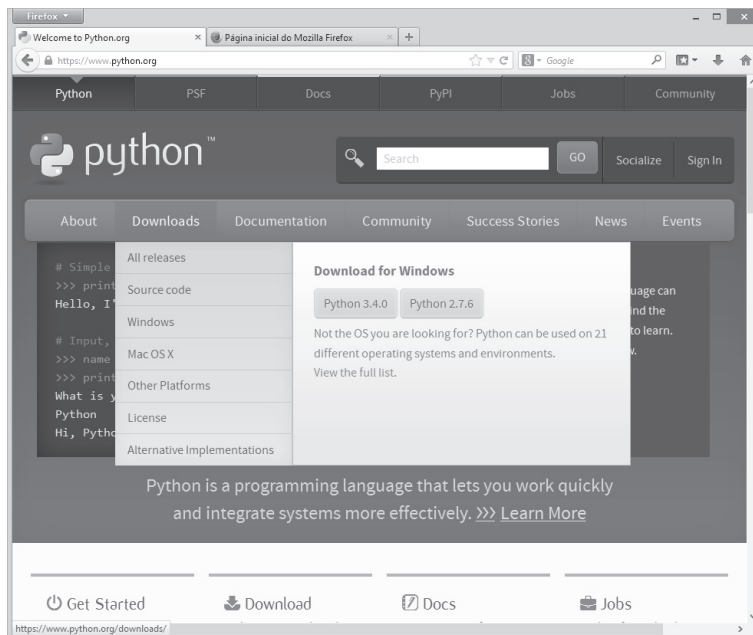 Firefox
Welcome to Python.org × Página inicial do Mozilla Firefox × +
https://www.python.org Google
Python PSF Docs PyPI Jobs Community
python™
Search GO Socialize Sign In
About Downloads Documentation Community Success Stories News Events
# Simple
>>> print
Hello, I'
# Input,
>>> name
>>> print
What is y
Python
Hi, Pytho
All releases
Source code
Windows
Mac OS X
Other Platforms
License
Alternative Implementations
Download for Windows
Python 3.4.0 Python 2.7.6
Not the OS you are looking for? Python can be used on 21
different operating systems and environments.
View the full list.
uage can
ind the
to learn.
w.
Python is a programming language that lets you work quickly
and integrate systems more effectively. >>> Learn More
Get Started Download Docs Jobs
https://www.python.org/downloads/